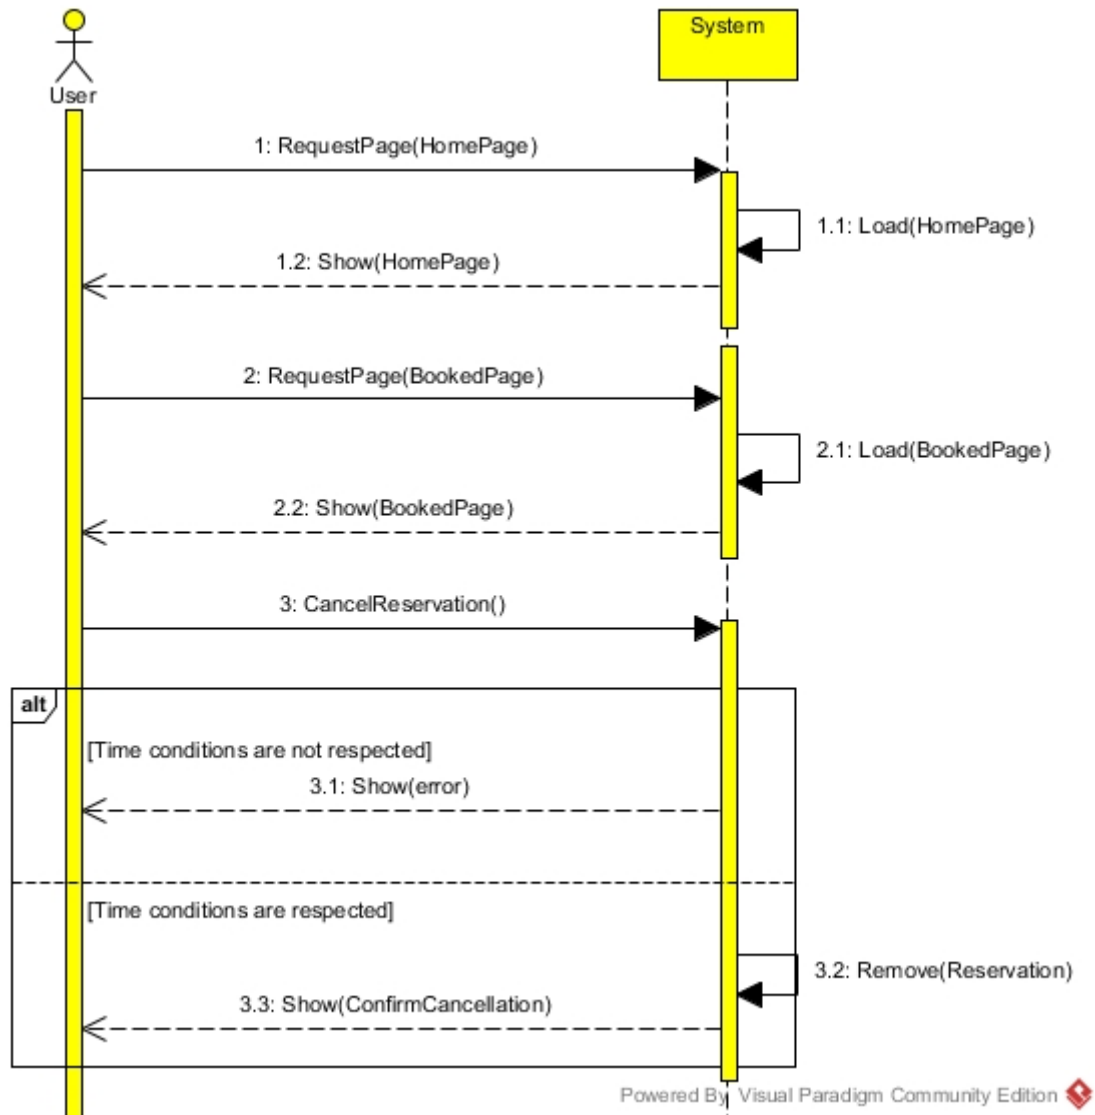 User
System
1: RequestPage(HomePage)
1.1: Load(HomePage)
1.2: Show(HomePage)
2: RequestPage(BookedPage)
2.1: Load(BookedPage)
2.2: Show(BookedPage)
3: CancelReservation()
alt
[Time conditions are not respected]
3.1: Show(error)
[Time conditions are respected]
3.2: Remove(Reservation)
3.3: Show(ConfirmCancellation)
Powered By Visual Paradigm Community Edition